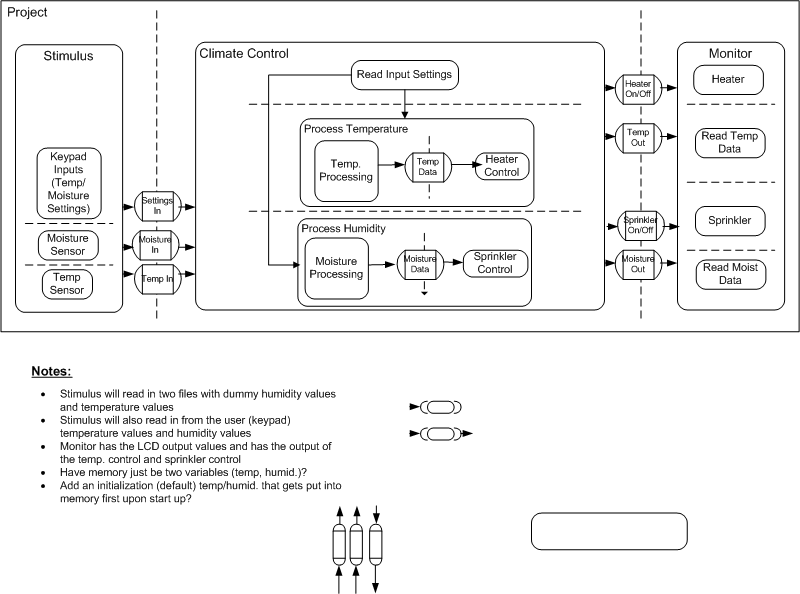 Project
Stimulus
Climate Control
Monitor
Read Input Settings
Heater
On/Off
Heater
Process Temperature
Temp
Out
Read Temp
Data
Keypad
Inputs
(Temp/
Moisture
Settings)
Temp.
Processing
Temp
Data
Heater
Control
Settings
In
Process Humidity
Sprinkler
On/Off
Sprinkler
Moisture
Sensor
Moisture
In
Moisture
Processing
Moisture
Data
Sprinkler
Control
Moisture
Out
Read Moist
Data
Temp
Sensor
Temp In
Notes:
• Stimulus will read in two files with dummy humidity values
and temperature values
• Stimulus will also read in from the user (keypad)
temperature values and humidity values
• Monitor has the LCD output values and has the output of
the temp. control and sprinkler control
• Have memory just be two variables (temp, humid.)?
• Add an initialization (default) temp/humid. that gets put into
memory first upon start up?